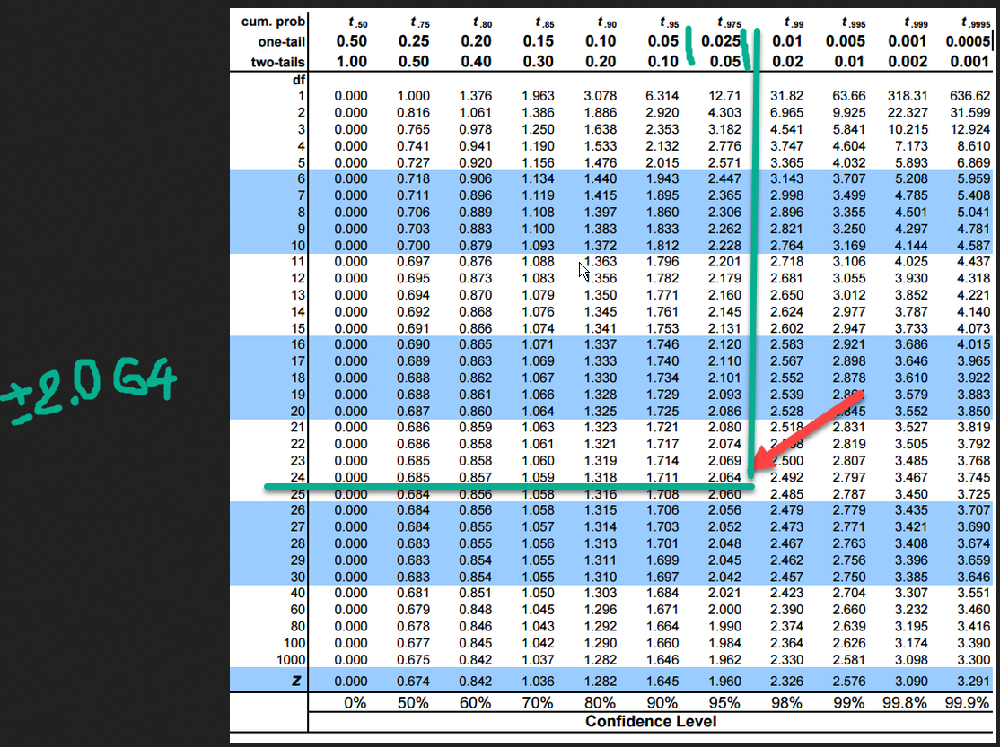 cum. prob t.50 t.75 t.80 t.85 t.90 t.95 t.975 t.99 t.995 t.999 t.9995
one-tail 0.50 0.25 0.20 0.15 0.10 0.05 0.025 0.01 0.005 0.001 0.0005
two-tails 1.00 0.50 0.40 0.30 0.20 0.10 0.05 0.02 0.01 0.002 0.001
df
1 0.000 1.000 1.376 1.963 3.078 6.314 12.71 31.82 63.66 318.31 636.62
2 0.000 0.816 1.061 1.386 1.886 2.920 4.303 6.965 9.925 22.327 31.599
3 0.000 0.765 0.978 1.250 1.638 2.353 3.182 4.541 5.841 10.215 12.924
4 0.000 0.741 0.941 1.190 1.533 2.132 2.776 3.747 4.604 7.173 8.610
5 0.000 0.727 0.920 1.156 1.476 2.015 2.571 3.365 4.032 5.893 6.869
6 0.000 0.718 0.906 1.134 1.440 1.943 2.447 3.143 3.707 5.208 5.959
7 0.000 0.711 0.896 1.119 1.415 1.895 2.365 2.998 3.499 4.785 5.408
8 0.000 0.706 0.889 1.108 1.397 1.860 2.306 2.896 3.355 4.501 5.041
9 0.000 0.703 0.883 1.100 1.383 1.833 2.262 2.821 3.250 4.297 4.781
10 0.000 0.700 0.879 1.093 1.372 1.812 2.228 2.764 3.169 4.144 4.587
11 0.000 0.697 0.876 1.088 1.363 1.796 2.201 2.718 3.106 4.025 4.437
12 0.000 0.695 0.873 1.083 1.356 1.782 2.179 2.681 3.055 3.930 4.318
13 0.000 0.694 0.870 1.079 1.350 1.771 2.160 2.650 3.012 3.852 4.221
14 0.000 0.692 0.868 1.076 1.345 1.761 2.145 2.624 2.977 3.787 4.140
15 0.000 0.691 0.866 1.074 1.341 1.753 2.131 2.602 2.947 3.733 4.073
16 0.000 0.690 0.865 1.071 1.337 1.746 2.120 2.583 2.921 3.686 4.015
17 0.000 0.689 0.863 1.069 1.333 1.740 2.110 2.567 2.898 3.646 3.965
±2.064
18 0.000 0.688 0.862 1.067 1.330 1.734 2.101 2.552 2.878 3.610 3.922
19 0.000 0.688 0.861 1.066 1.328 1.729 2.093 2.539 3.579 3.883
20 0.000 0.687 0.860 1.064 1.325 1.725 2.086 2.528 2.845 3.552 3.850
21 0.000 0.686 0.859 1.063 1.323 1.721 2.080 2.518 2.831 3.527 3.819
22 0.000 0.686 0.858 1.061 1.321 1.717 2.074 2.819 3.505 3.792
23 0.000 0.685 0.858 1.060 1.319 1.714 2.069 2.500 2.807 3.485 3.768
24 0.000 0.685 0.857 1.059 1.318 1.711 2.064 2.492 2.797 3.467 3.745
25 0.000 0.684 0.856 1.058 1.316 1.708 2.060 2.485 2.787 3.450 3.725
26 0.000 0.684 0.856 1.058 1.315 1.706 2.056 2.479 2.779 3.435 3.707
27 0.000 0.684 0.855 1.057 1.314 1.703 2.052 2.473 2.771 3.421 3.690
28 0.000 0.683 0.855 1.056 1.313 1.701 2.048 2.467 2.763 3.408 3.674
29 0.000 0.683 0.854 1.055 1.311 1.699 2.045 2.462 2.756 3.396 3.659
30 0.000 0.683 0.854 1.055 1.310 1.697 2.042 2.457 2.750 3.385 3.646
40 0.000 0.681 0.851 1.050 1.303 1.684 2.021 2.423 2.704 3.307 3.551
60 0.000 0.679 0.848 1.045 1.296 1.671 2.000 2.390 2.660 3.232 3.460
80 0.000 0.678 0.846 1.043 1.292 1.664 1.990 2.374 2.639 3.195 3.416
100 0.000 0.677 0.845 1.042 1.290 1.660 1.984 2.364 2.626 3.174 3.390
1000 0.000 0.675 0.842 1.037 1.282 1.646 1.962 2.330 2.581 3.098 3.300
Z 0.000 0.674 0.842 1.036 1.282 1.645 1.960 2.326 2.576 3.090 3.291
0% 50% 60% 70% 80% 90% 95% 98% 99% 99.8% 99.9%
Confidence Level